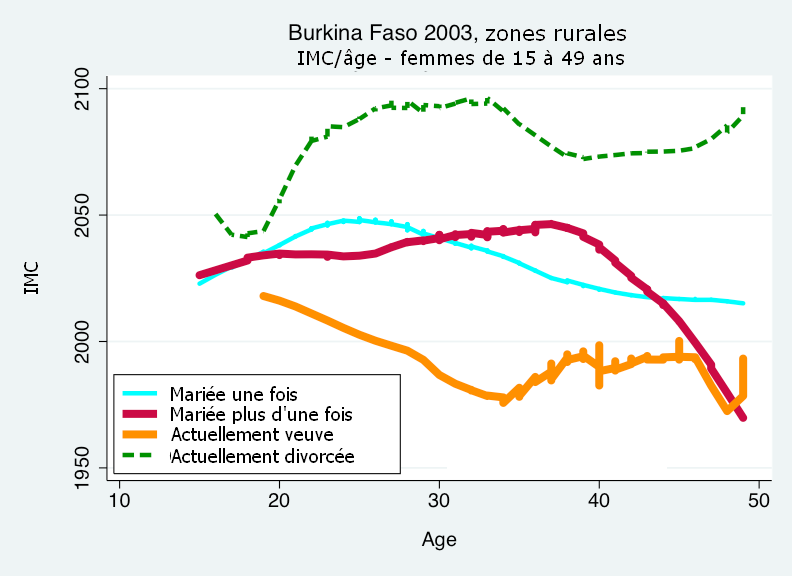 Burkina Faso 2003, zones rurales
IMC/âge - femmes de 15 à 49 ans
2100
2050
2000
1950
IMC
Mariée une fois
Mariée plus d'une fois
Actuellement veuve
Actuellement divorcée
10 20 30 40 50
Age